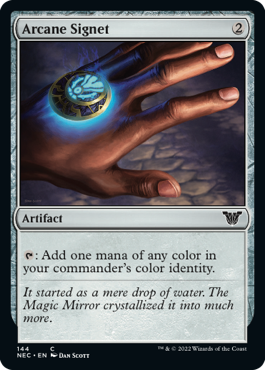 Arcane Signet 2
Artifact
: Add one mana of any color in
your commander's color identity.
It started as a mere drop of water. The
Magic Mirror crystallized it into much
more.
144 C
NEC • EN Dan Scott ™ & © 2022 Wizards of the Coast